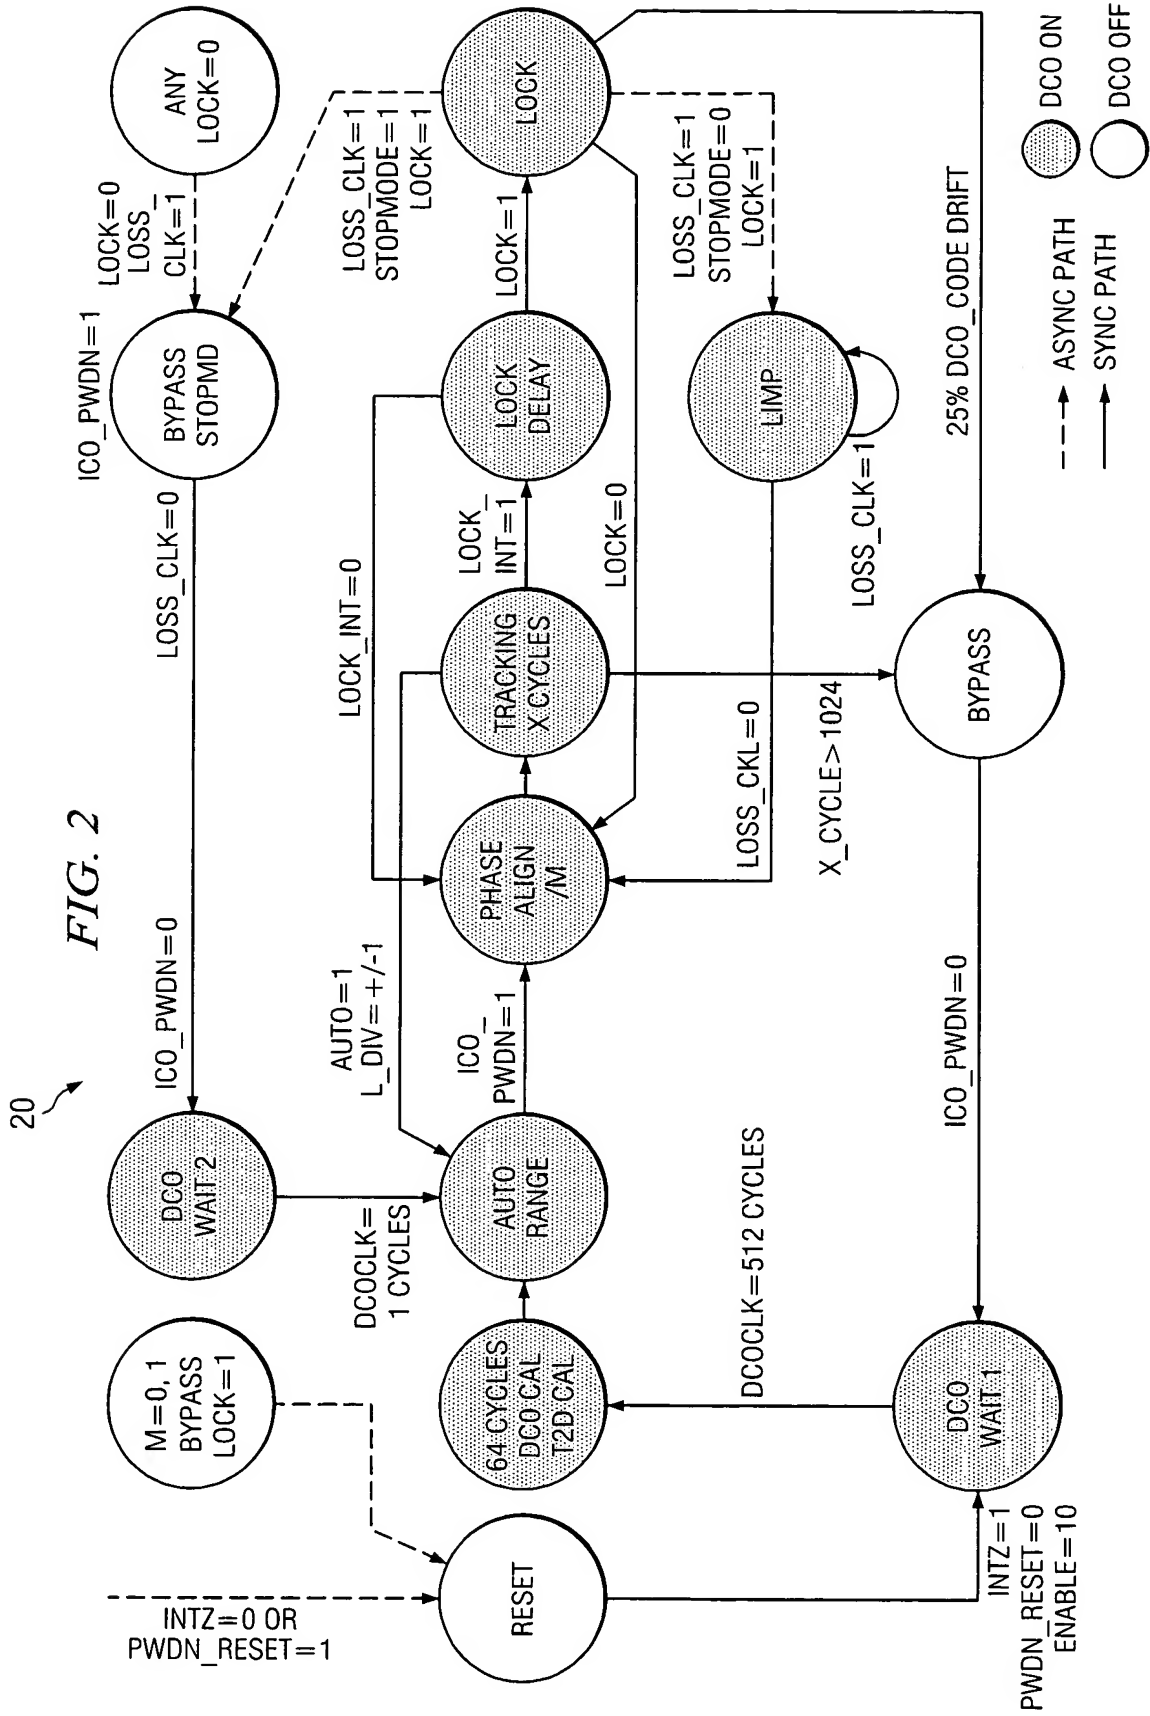 FIG. 2
20
INTZ=0 OR
PWDN_RESET=1
RESET
INTZ=1
PWDN_RESET=0
ENABLE=10
M=0, 1
BYPASS
LOCK=1
64 CYCLES
DCO CAL
T2D CAL
DCO
WAIT 1
DCOCLK=512 CYCLES
DCO
WAIT 2
DCOCLK=
1 CYCLES
AUTO
RANGE
ICO_PWDN=0
LOSS_CLK=0
AUTO=1
L_DIV=+/-1
ICO_
PWDN=1
PHASE
ALIGN
/M
TRACKING
X CYCLES
LOCK_INT=0
LOCK_
INT=1
LOCK
DELAY
LOCK=1
LOCK
LOCK=0
LOSS_CKL=0
X_CYCLE>1024
ICO_PWDN=0
BYPASS
LIMP
LOSS_CLK=1
LOSS_CLK=1
STOPMODE=0
LOCK=1
25% DCO_CODE DRIFT
ICO_PWDN=1
BYPASS
STOPMD
LOCK=0
LOSS_
CLK=1
ANY
LOCK=0
LOSS_CLK=1
STOPMODE=1
LOCK=1
ASYNC PATH
SYNC PATH
DCO ON
DCO OFF